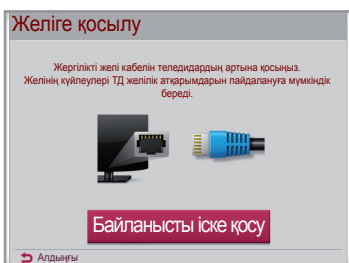 Желіге қосылу
Жергілікті желі кабелін теледидардың артына қосыңыз.
Желінің күйлеулері ТД желілік атқарымдарын пайдалануға мүмкіндік
береді.
Байланысты іске қосу
Алдыңғы